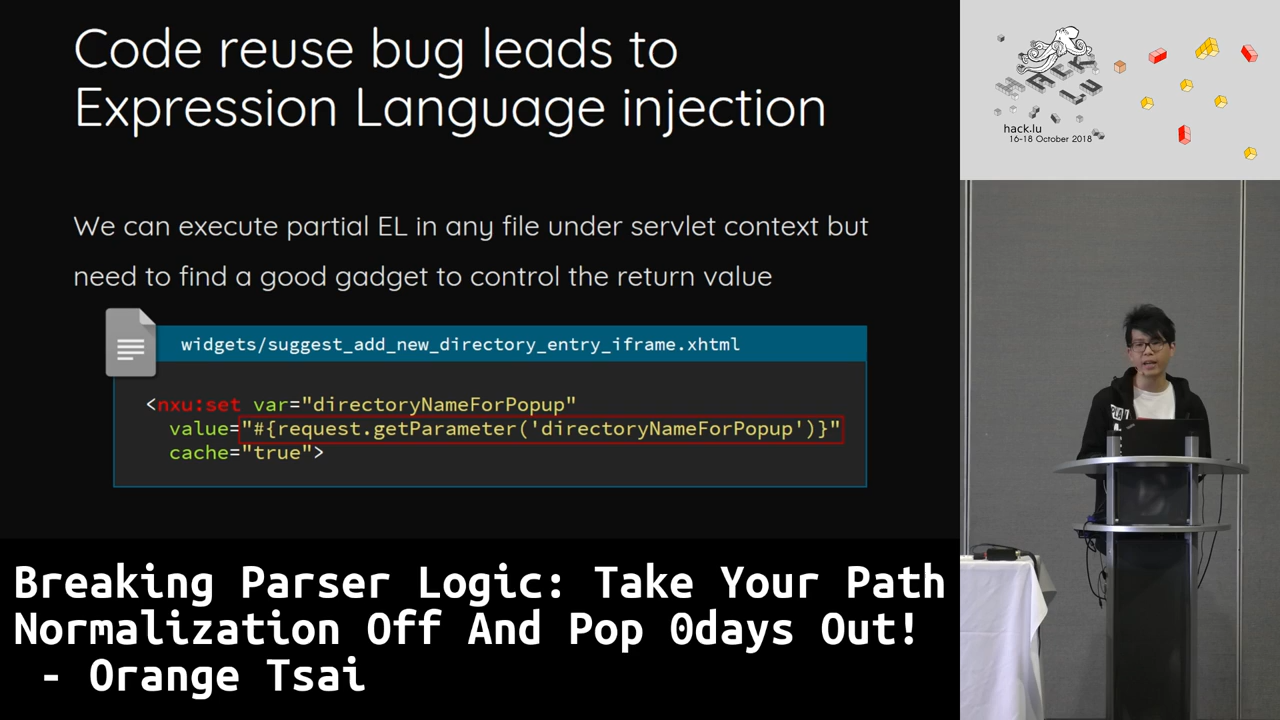 Code reuse bug leads to
Expression Language injection
We can execute partial EL in any file under servlet context but
need to find a good gadget to control the return value
widgets/suggest_add_new_directory_entry_iframe.xhtml
<nxu:set var="directoryNameForPopup"
value="#{request.getParameter('directoryNameForPopup')}"
cache="true">
HACK
LU
hack.lu
16-18 October 2018
Breaking Parser Logic: Take Your Path
Normalization Off And Pop 0days Out!
- Orange Tsai